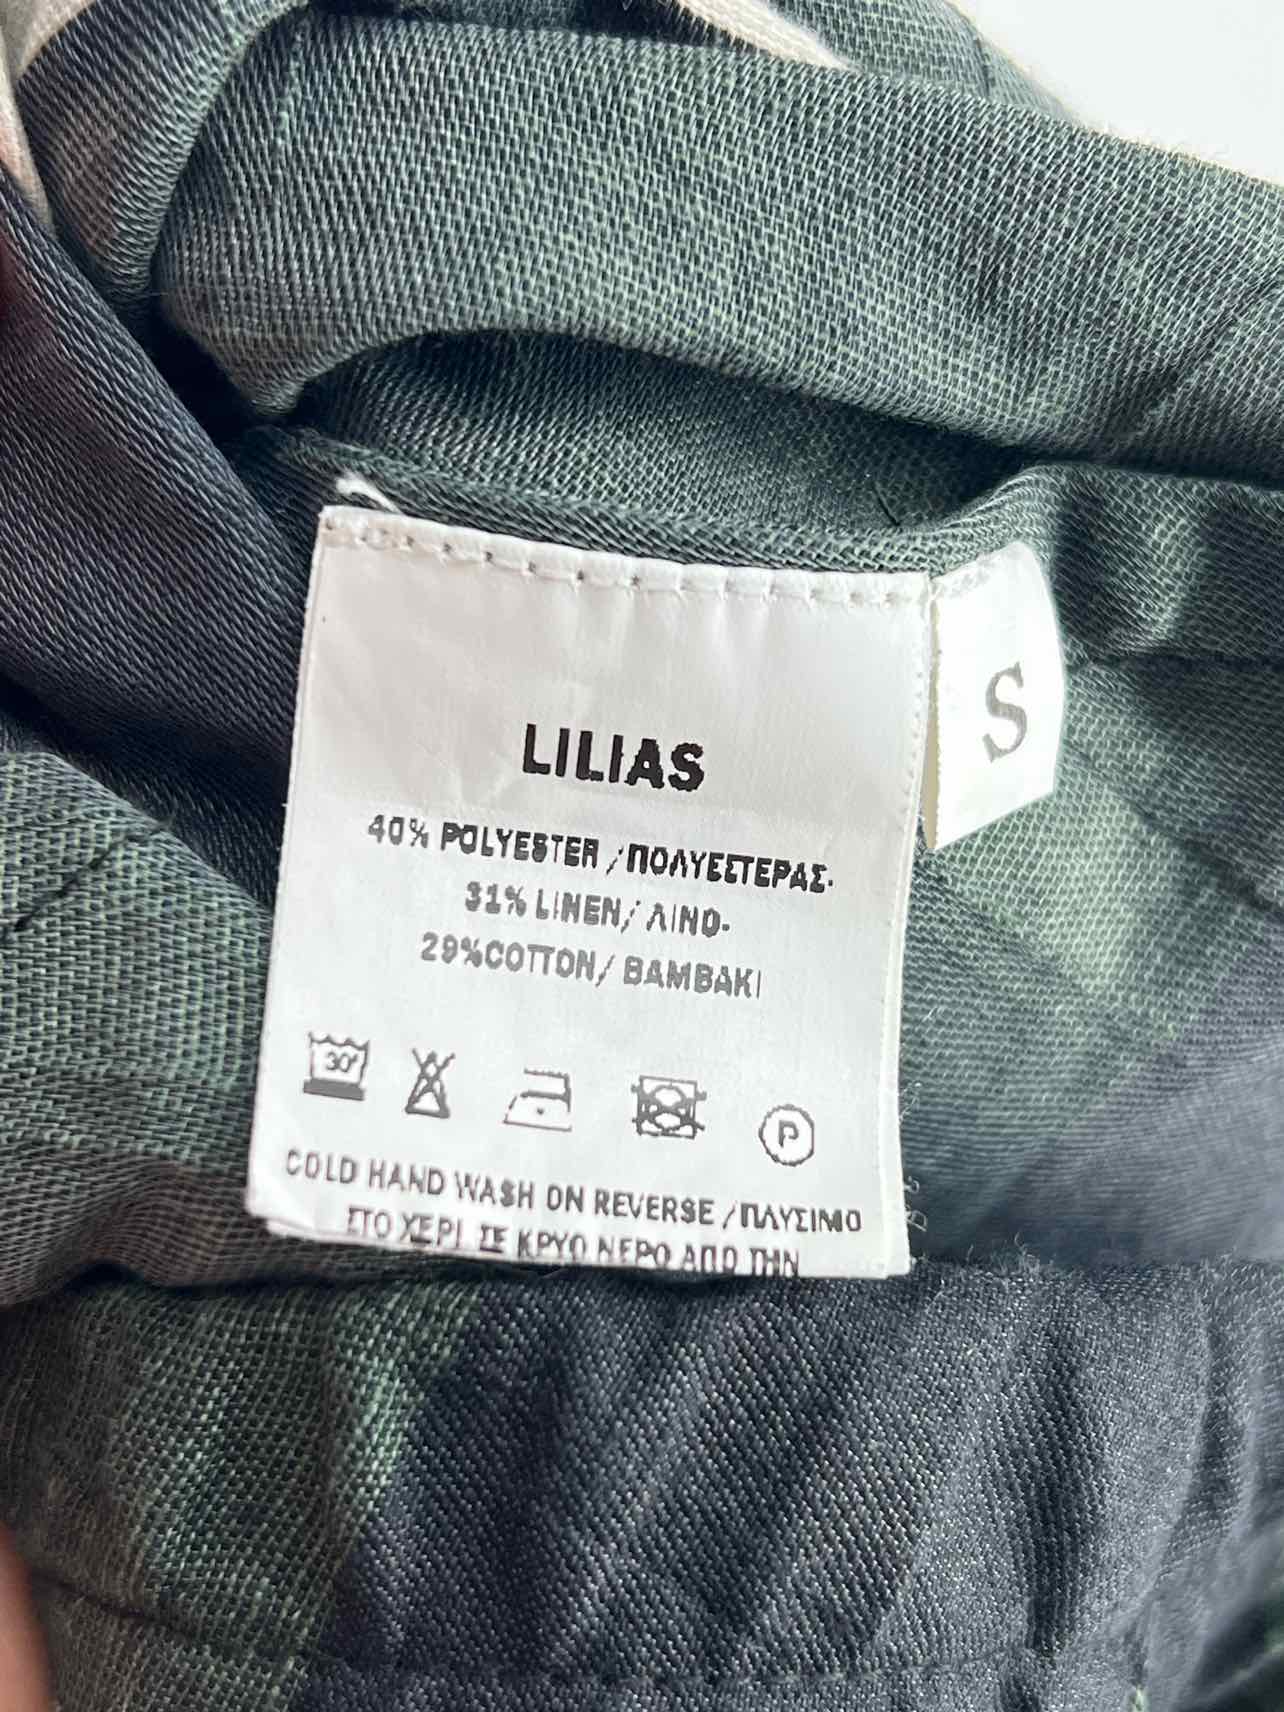 LILIAS
S
40% POLYESTER /ΠΟΛΥΕΣΤΕΡΑΣ·
31% LINEN/ ΛΙΝΟ·
29%COTTON/ ΒΑΜΒΑΚΙ
30°
P
COLD HAND WASH ON REVERSE /ΠΛΥΣΙΜΟ
ΣΤΟ ΧΕΡΙ ΣΕ ΚΡΥΟ ΝΕΡΟ ΑΠΟ ΤΗΝ